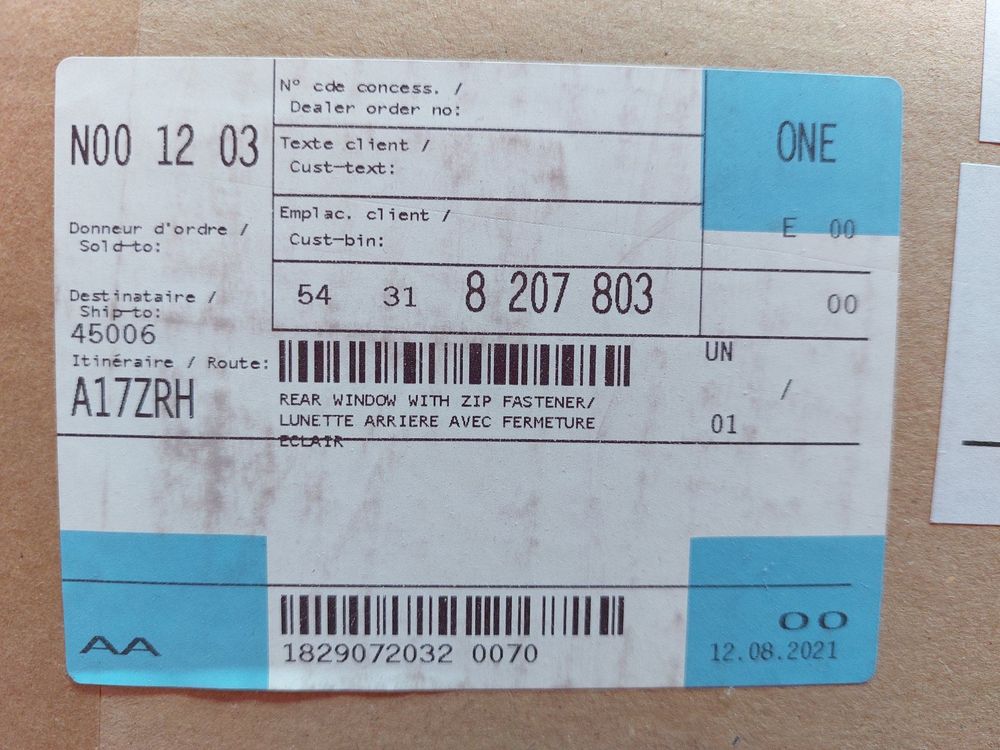 N° cde concess. /
Dealer order no:
N00 12 03
ONE
Texte client /
Cust-text:
Donneur d'ordre /
Sold-to:
Emplac. client /
Cust-bin:
E 00
Destinataire /
Ship-to:
45006
54 31 8 207 803
00
Itinéraire / Route:
A17ZRH
UN
/
01
REAR WINDOW WITH ZIP FASTENER/
LUNETTE ARRIERE AVEC FERMETURE
ECLAIR
AA
1829072032 0070
00
12.08.2021